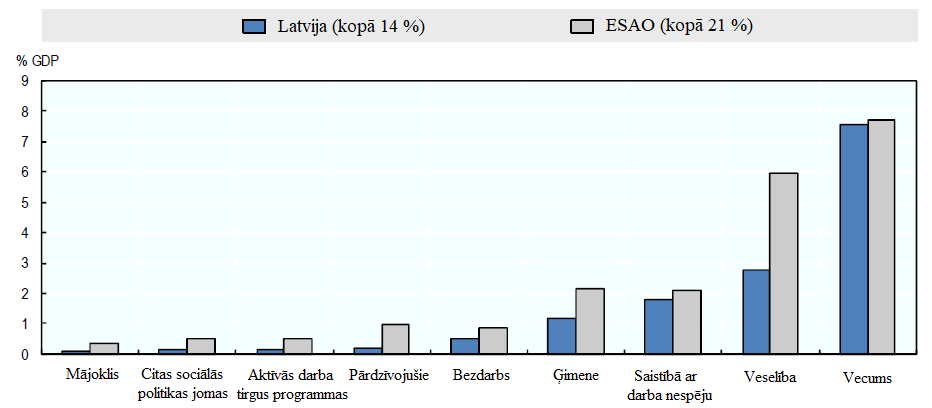 Latvija (kopā 14 %) ESAO (kopā 21 %)
% GDP
9
8
7
6
5
4
3
2
1
0
Mājoklis
Citas sociālās
politikas jomas
Aktīvās darba
tirgus programmas
Pārdzīvojušie
Bezdarbs
Ģimene
Saistībā ar
darba nespēju
Veselība
Vecums